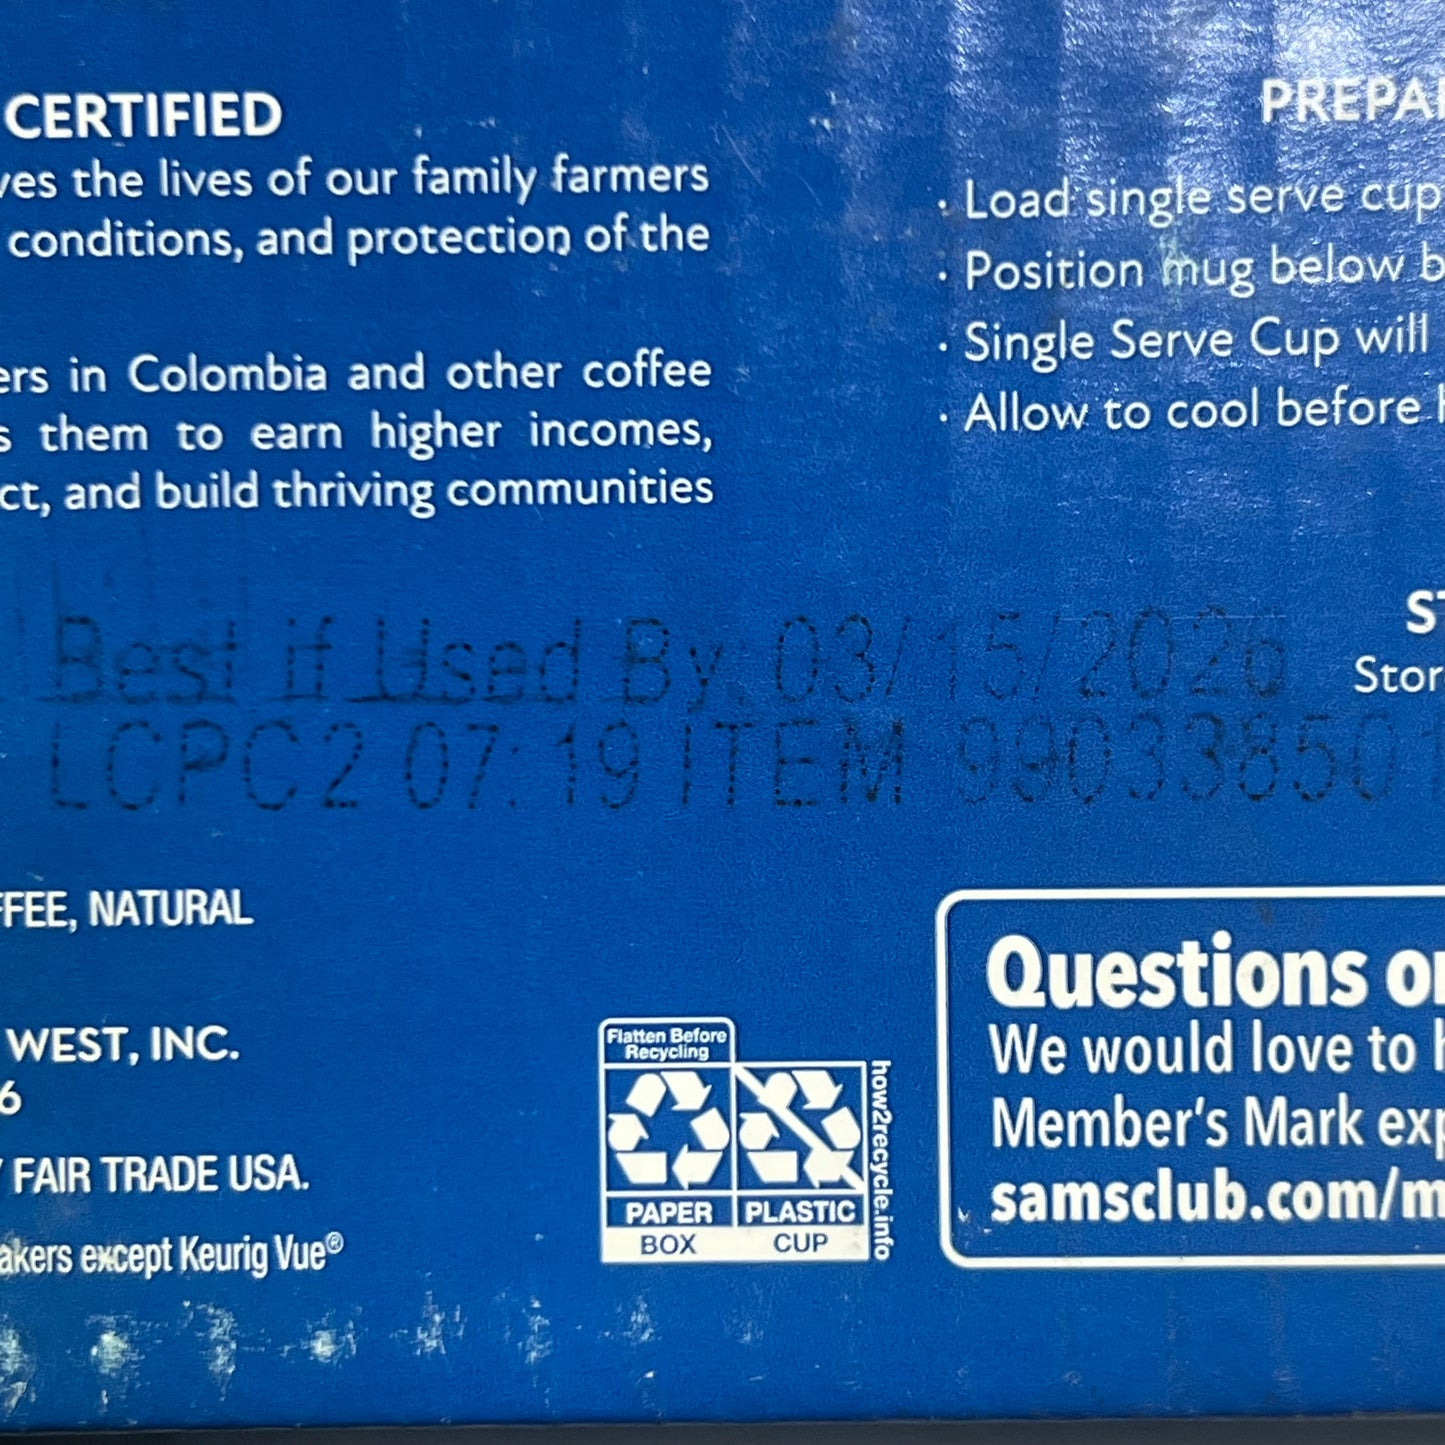 CERTIFIED
ves the lives of our family farmers
conditions, and protection of the
ers in Colombia and other coffee
s them to earn higher incomes,
ct, and build thriving communities
PREPAR
• Load single serve cup
• Position mug below b
• Single Serve Cup will
• Allow to cool before h
Best if Used By 03/15/2026
LCPC2 07:19 ITEM 990338501
ST
Stor
FFEE, NATURAL
WEST, INC.
6
FAIR TRADE USA.
akers except Keurig Vue®
Flatten Before
Recycling
PAPER
BOX
PLASTIC
CUP
how2recycle.info
Questions or
We would love to h
Member's Mark exp
samsclub.com/m